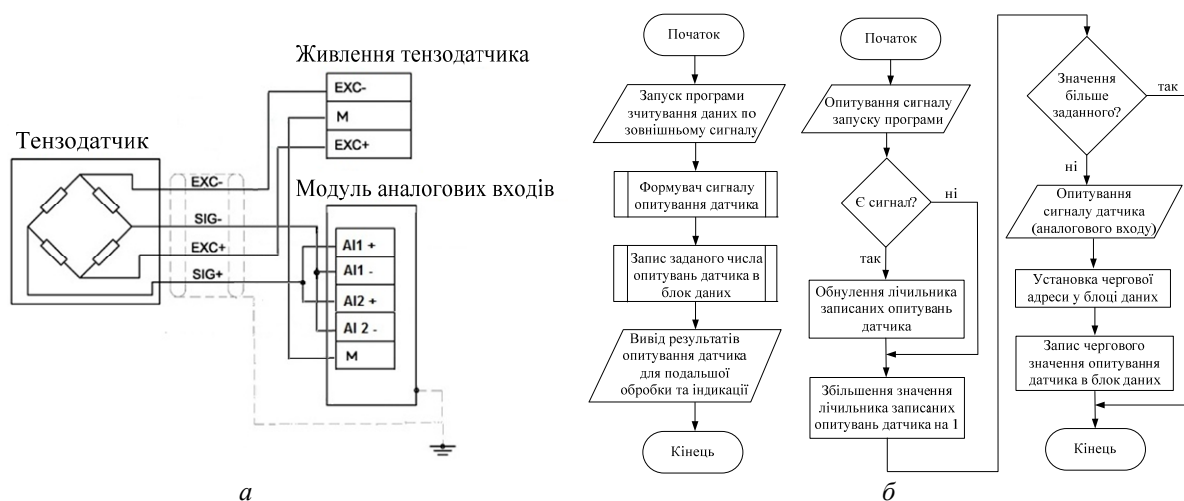 Живлення тензодатчика
EXC-
M
EXC+
Тензодатчик
EXC-
SIG-
EXC+
SIG+
Модуль аналогових входів
AI1 +
AI1 -
AI2 +
AI 2 -
M
а
Початок
Запуск програми
зчитування даних по
зовнішньому сигналу
Формувач сигналу
опитування датчика
Запис заданого числа
опитувань датчика в
блок даних
Вивід результатів
опитування датчика
для подальшої
обробки та індикації
Кінець
Початок
Опитування сигналу
запуску програми
Є сигнал?
ні
так
Обнулення лічильника
записаних опитувань
датчика
Збільшення значення
лічильника записаних
опитувань датчика на 1
Значення
більше
заданого?
так
ні
Опитування
сигналу датчика
(аналогового входу)
Установка чергової
адреси у блоці даних
Запис чергового
значення опитування
датчика в блок даних
Кінець
б